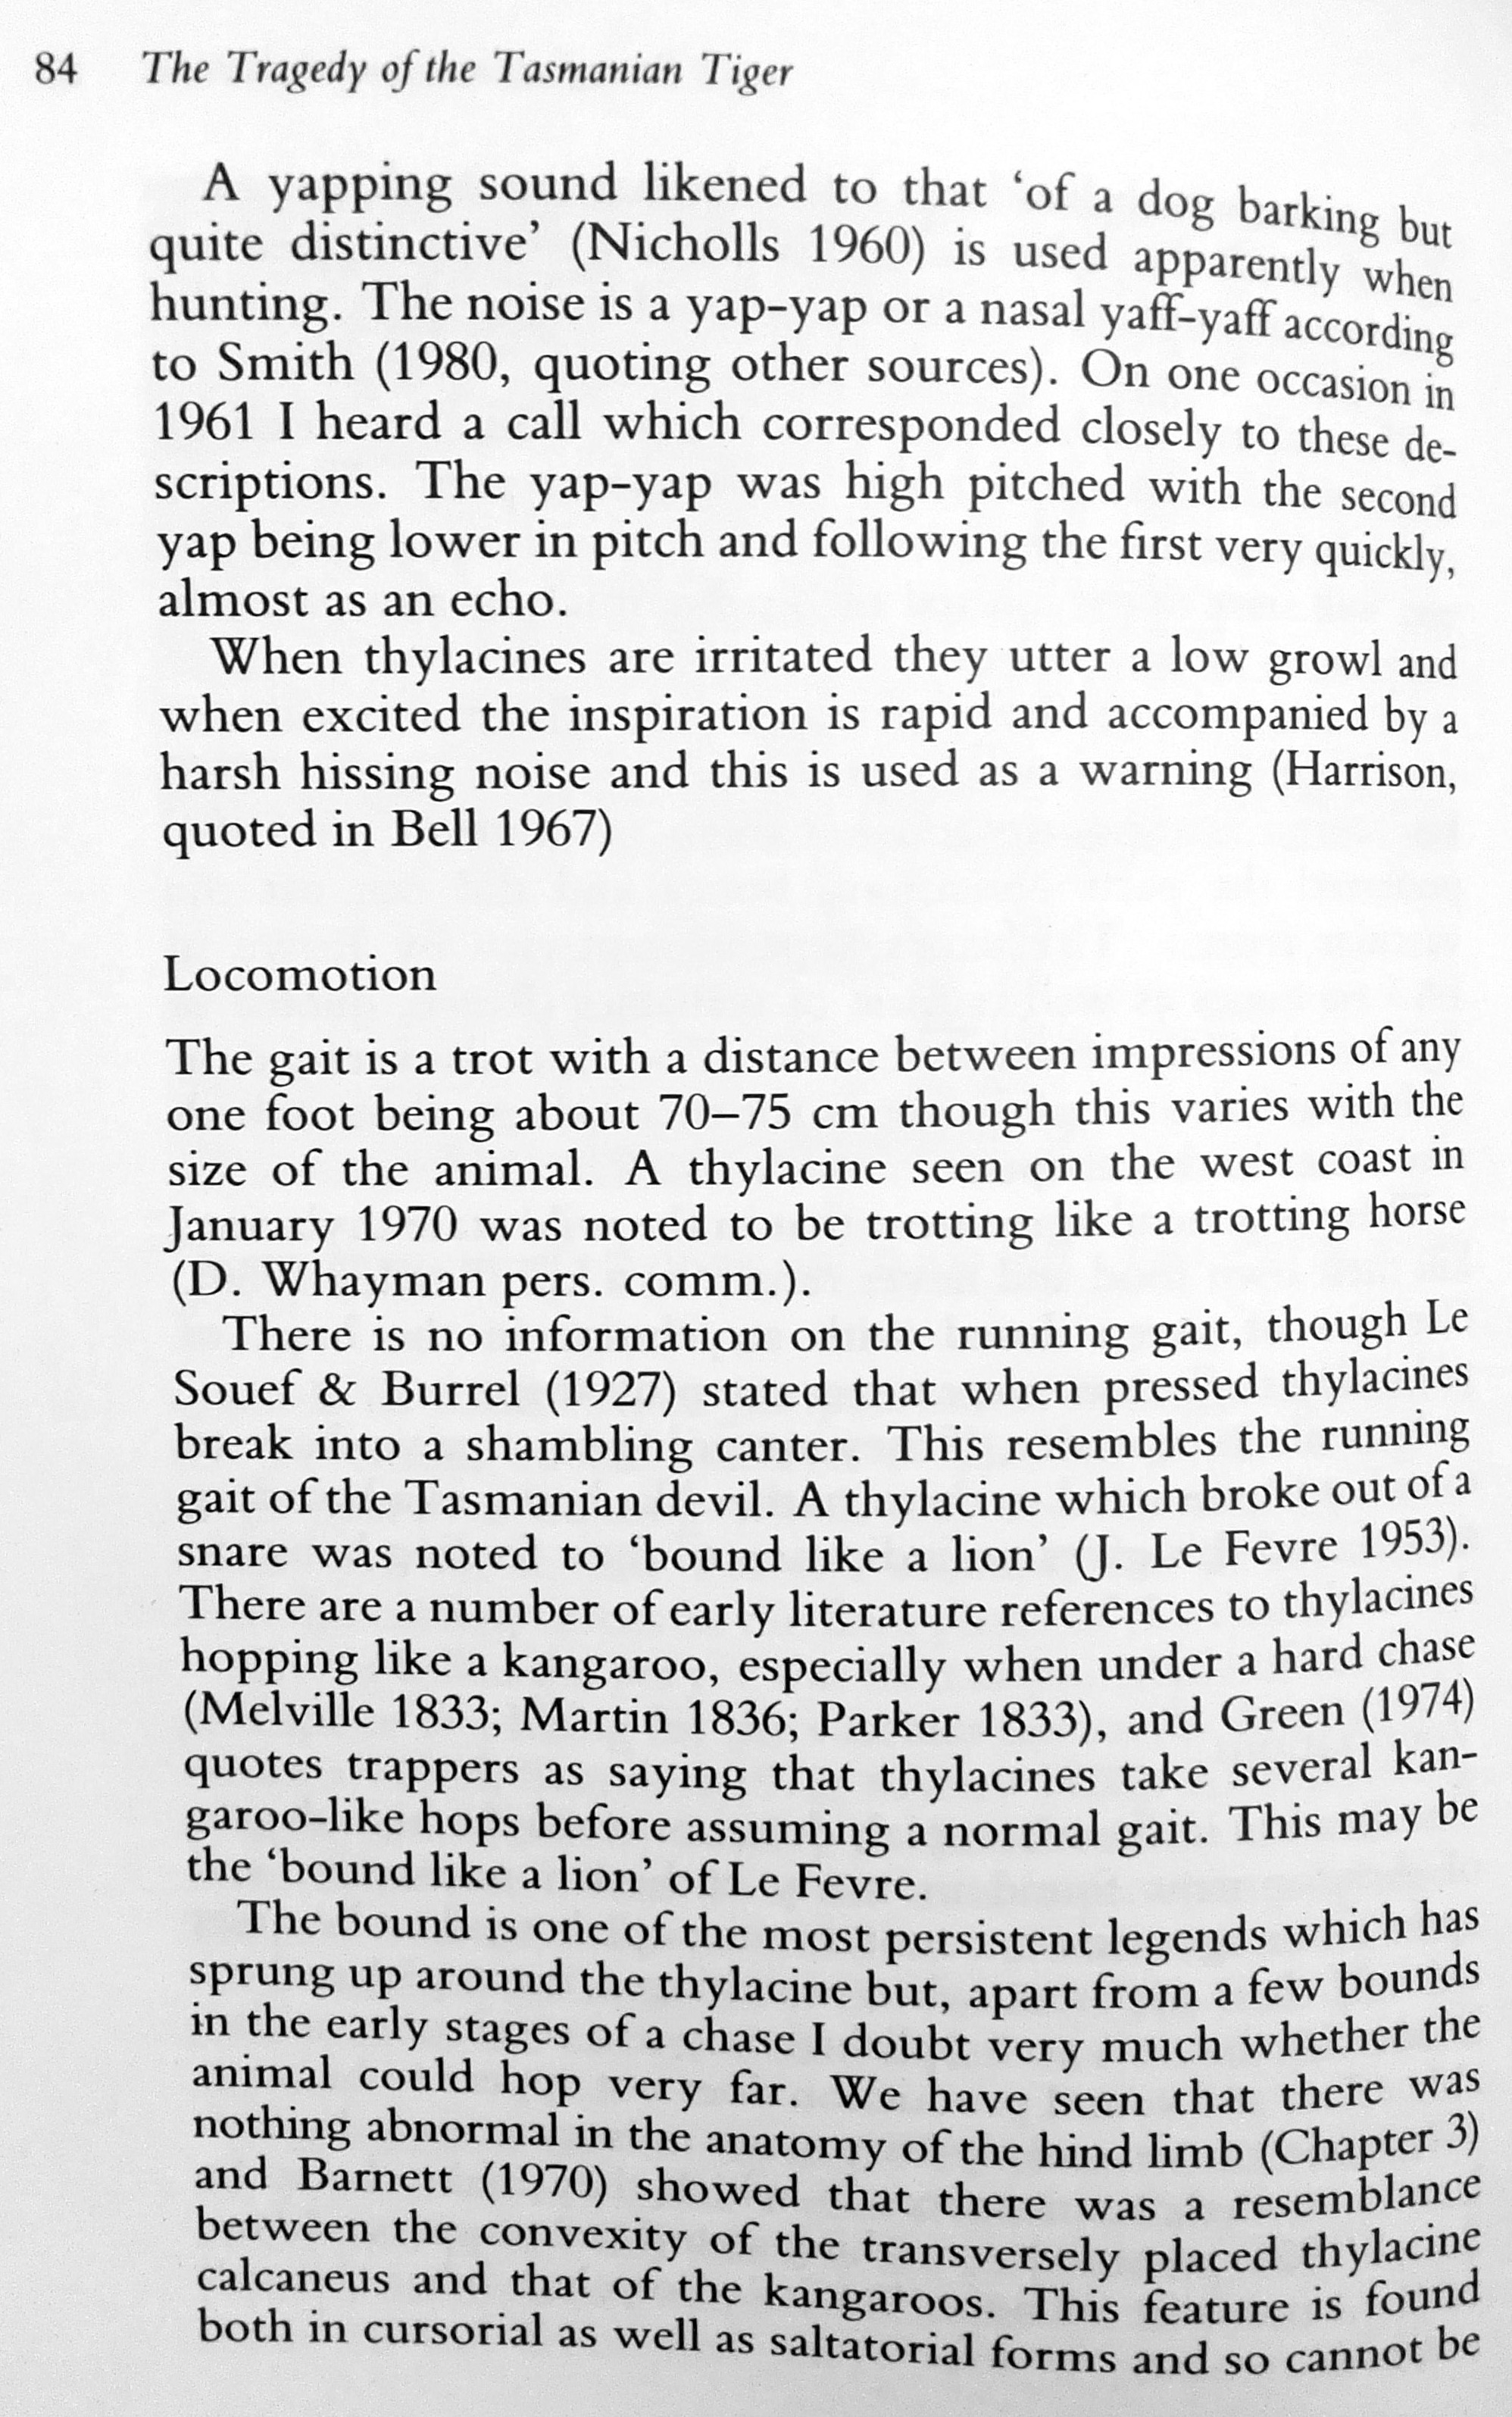 84 The Tragedy of the Tasmanian Tiger
A yapping sound likened to that ‘of a dog barking but
quite distinctive’ (Nicholls 1960) is used apparently when
hunting. The noise is a yap-yap or a nasal yaff-yaff according
to Smith (1980, quoting other sources). On one occasion in
1961 I heard a call which corresponded closely to these de-
scriptions. The yap-yap was high pitched with the second
yap being lower in pitch and following the first very quickly,
almost as an echo.
When thylacines are irritated they utter a low growl and
when excited the inspiration is rapid and accompanied by a
harsh hissing noise and this is used as a warning (Harrison,
quoted in Bell 1967)
Locomotion
The gait is a trot with a distance between impressions of any
one foot being about 70–75 cm though this varies with the
size of the animal. A thylacine seen on the west coast in
January 1970 was noted to be trotting like a trotting horse
(D. Whayman pers. comm.).
There is no information on the running gait, though Le
Souef & Burrel (1927) stated that when pressed thylacines
break into a shambling canter. This resembles the running
gait of the Tasmanian devil. A thylacine which broke out of a
snare was noted to ‘bound like a lion’ (J. Le Fevre 1953).
There are a number of early literature references to thylacines
hopping like a kangaroo, especially when under a hard chase
(Melville 1833; Martin 1836; Parker 1833), and Green (1974)
quotes trappers as saying that thylacines take several kan-
garoo-like hops before assuming a normal gait. This may be
the ‘bound like a lion’ of Le Fevre.
The bound is one of the most persistent legends which has
sprung up around the thylacine but, apart from a few bounds
in the early stages of a chase I doubt very much whether the
animal could hop very far. We have seen that there was
nothing abnormal in the anatomy of the hind limb (Chapter 3)
and Barnett (1970) showed that there was a resemblance
between the convexity of the transversely placed thylacine
calcaneus and that of the kangaroos. This feature is found
both in cursorial as well as saltatorial forms and so cannot be